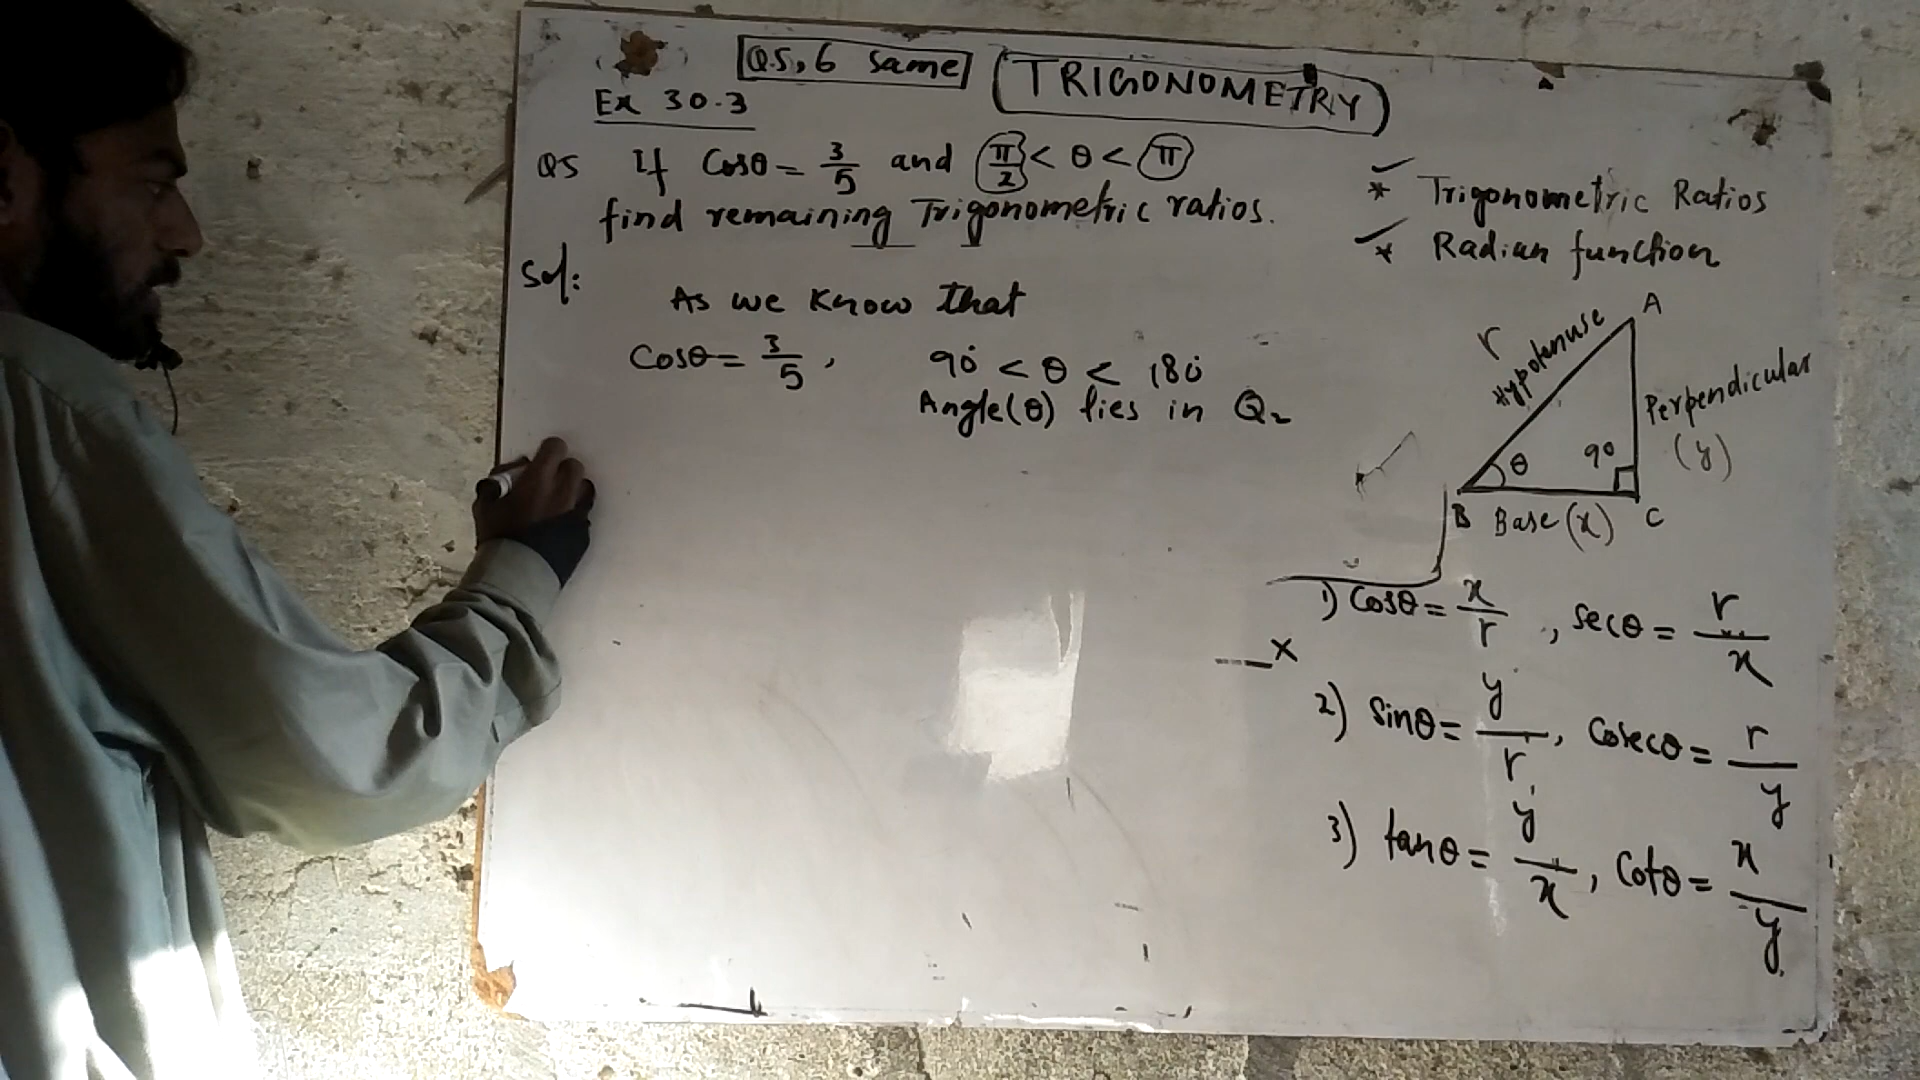 Q.5, 6 Same
TRIGONOMETRY
Ex 30.3
Q5 If Cosθ = 3/5 and π/2 < θ < π
find remaining Trigonometric ratios.
Sol:
As we know that
Cosθ = 3/5 , 90° < θ < 180°
Angle(θ) lies in Q₂
* Trigonometric Ratios
* Radian function
A
r
Hypotenuse
Perpendicular
(y)
θ
90
B Base (x) C
1) Cosθ = x/r , Secθ = r/x
2) Sinθ = y/r , Cosecθ = r/y
3) tanθ = y/x , Cotθ = x/y